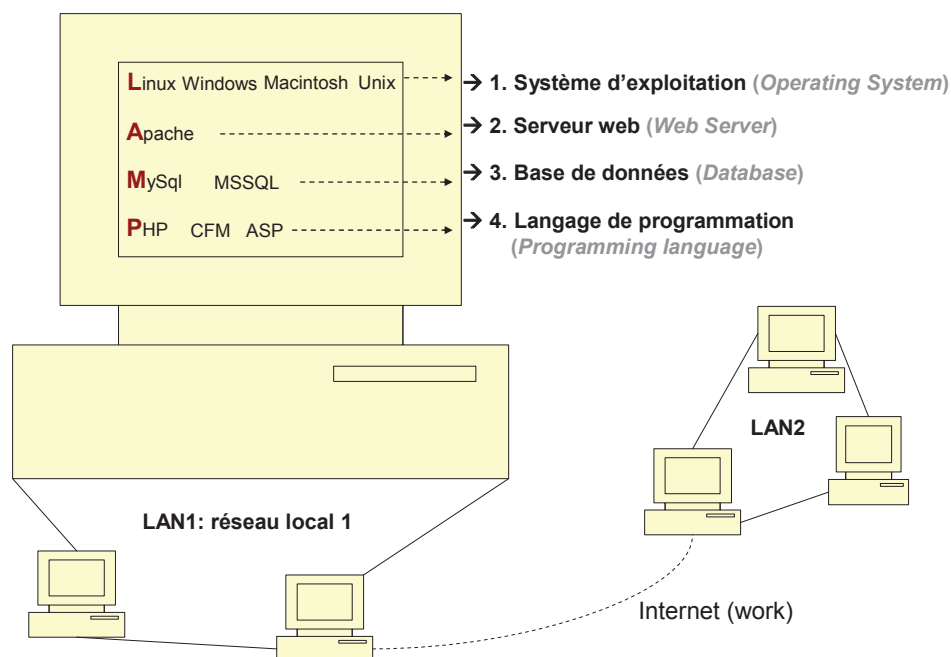 Linux Windows Macintosh Unix → 1. Système d'exploitation (Operating System)
Apache → 2. Serveur web (Web Server)
MySql MSSQL → 3. Base de données (Database)
PHP CFM ASP → 4. Langage de programmation
(Programming language)
LAN2
LAN1: réseau local 1
Internet (work)